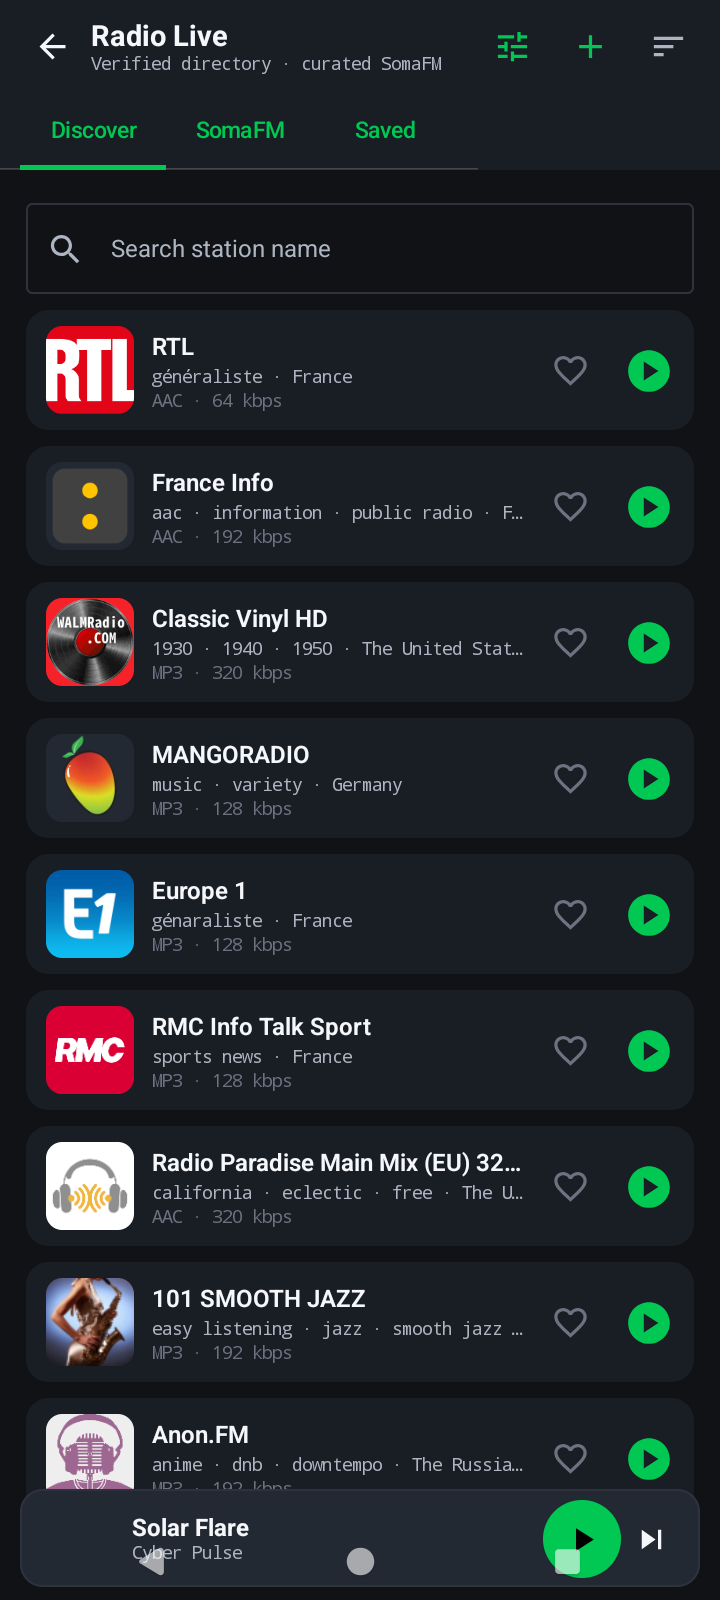 Radio Live
Verified directory · curated SomaFM
Discover
SomaFM
Saved
Search station name
RTL
RTL
généraliste · France
AAC · 64 kbps
France Info
aac · information · public radio · F…
AAC · 192 kbps
WALMRadio
.COM
Classic Vinyl HD
1930 · 1940 · 1950 · The United Stat…
MP3 · 320 kbps
MANGORADIO
music · variety · Germany
MP3 · 128 kbps
E1
Europe 1
génaraliste · France
MP3 · 128 kbps
RMC
RMC Info Talk Sport
sports news · France
MP3 · 128 kbps
Radio Paradise Main Mix (EU) 32…
california · eclectic · free · The U…
AAC · 320 kbps
101 SMOOTH JAZZ
easy listening · jazz · smooth jazz …
MP3 · 192 kbps
Anon.FM
anime · dnb · downtempo · The Russia…
MP3 · 192 kbps
Solar Flare
Cyber Pulse